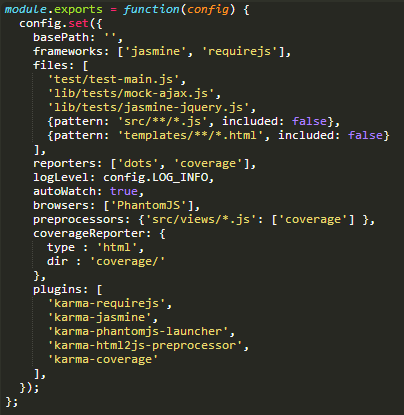 module.exports = function(config) {
  config.set({
    basePath: '',
    frameworks: ['jasmine', 'requirejs'],
    files: [
      'test/test-main.js',
      'lib/tests/mock-ajax.js',
      'lib/tests/jasmine-jquery.js',
      {pattern: 'src/**/*.js', included: false},
      {pattern: 'templates/**/*.html', included: false}
    ],
    reporters: ['dots', 'coverage'],
    logLevel: config.LOG_INFO,
    autoWatch: true,
    browsers: ['PhantomJS'],
    preprocessors: {'src/views/*.js': ['coverage'] },
    coverageReporter: {
      type : 'html',
      dir : 'coverage/'
    },
    plugins: [
      'karma-requirejs',
      'karma-jasmine',
      'karma-phantomjs-launcher',
      'karma-html2js-preprocessor',
      'karma-coverage'
    ],
  });
};